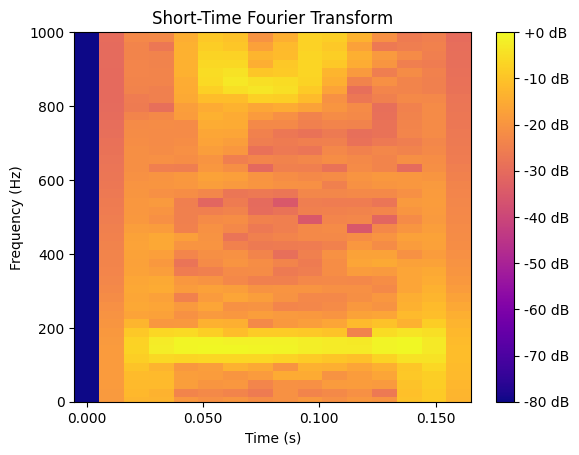 Short-Time Fourier Transform
Frequency (Hz)
1000
800
600
400
200
0
0.000
0.050
0.100
0.150
Time (s)
+0 dB
-10 dB
-20 dB
-30 dB
-40 dB
-50 dB
-60 dB
-70 dB
-80 dB